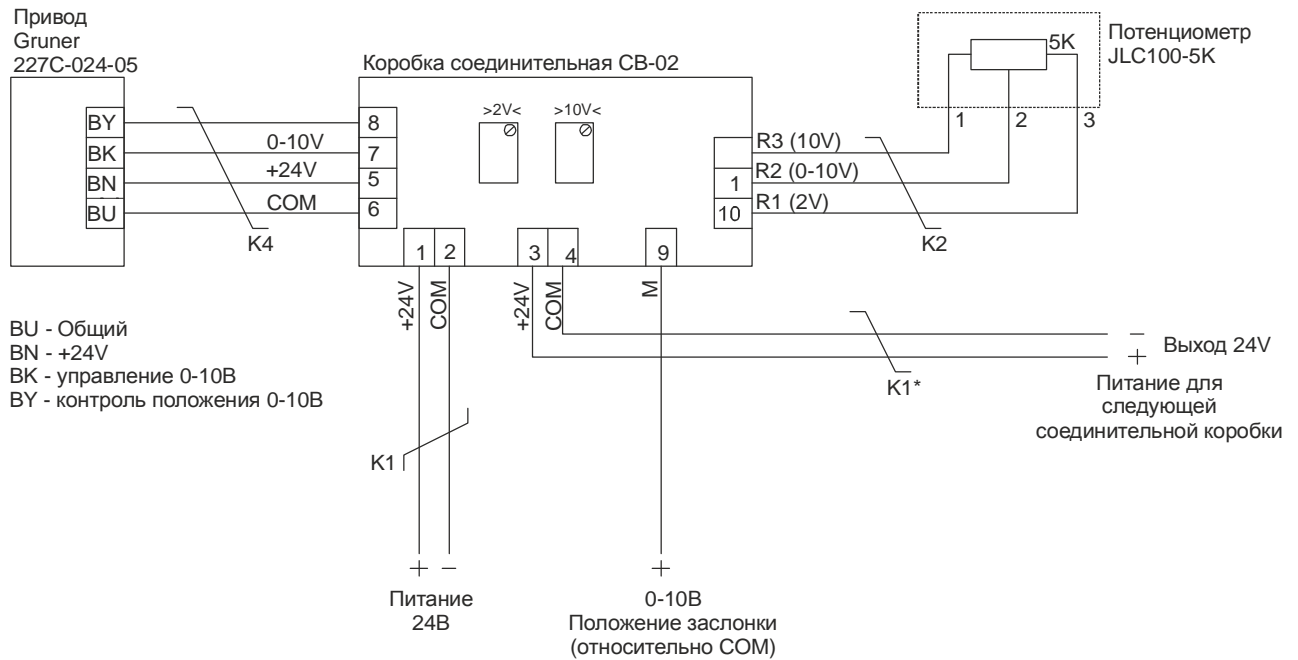 Привод
Gruner
227C-024-05
Коробка соединительная CB-02
Потенциометр
JLC100-5K
5K
1
2
3
>2V<
>10V<
BY
8
BK
0-10V
7
BN
+24V
5
BU
COM
6
K4
R3 (10V)
1
R2 (0-10V)
10
R1 (2V)
K2
1
2
3
4
9
+24V
COM
+24V
COM
M
BU - Общий
BN - +24V
BK - управление 0-10В
BY - контроль положения 0-10В
K1
K1*
−
+
Выход 24V
Питание для
следующей
соединительной коробки
+
−
Питание
24В
+
0-10В
Положение заслонки
(относительно COM)